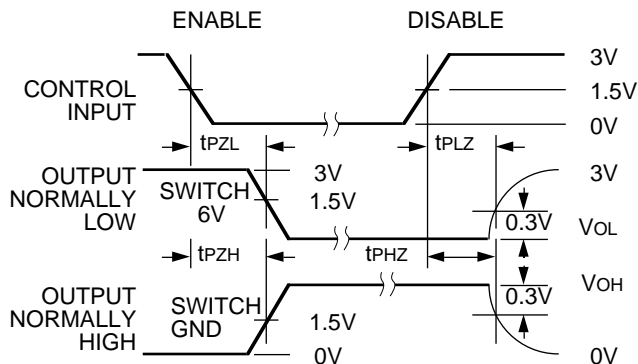 ENABLE DISABLE
3V
CONTROL INPUT 1.5V
0V
tPZL tPLZ
OUTPUT NORMALLY LOW
SWITCH 6V
3V
1.5V
3V
0.3V
VOL
tPZH tPHZ
OUTPUT NORMALLY HIGH
SWITCH GND
1.5V
0V
0.3V
VOH
0V